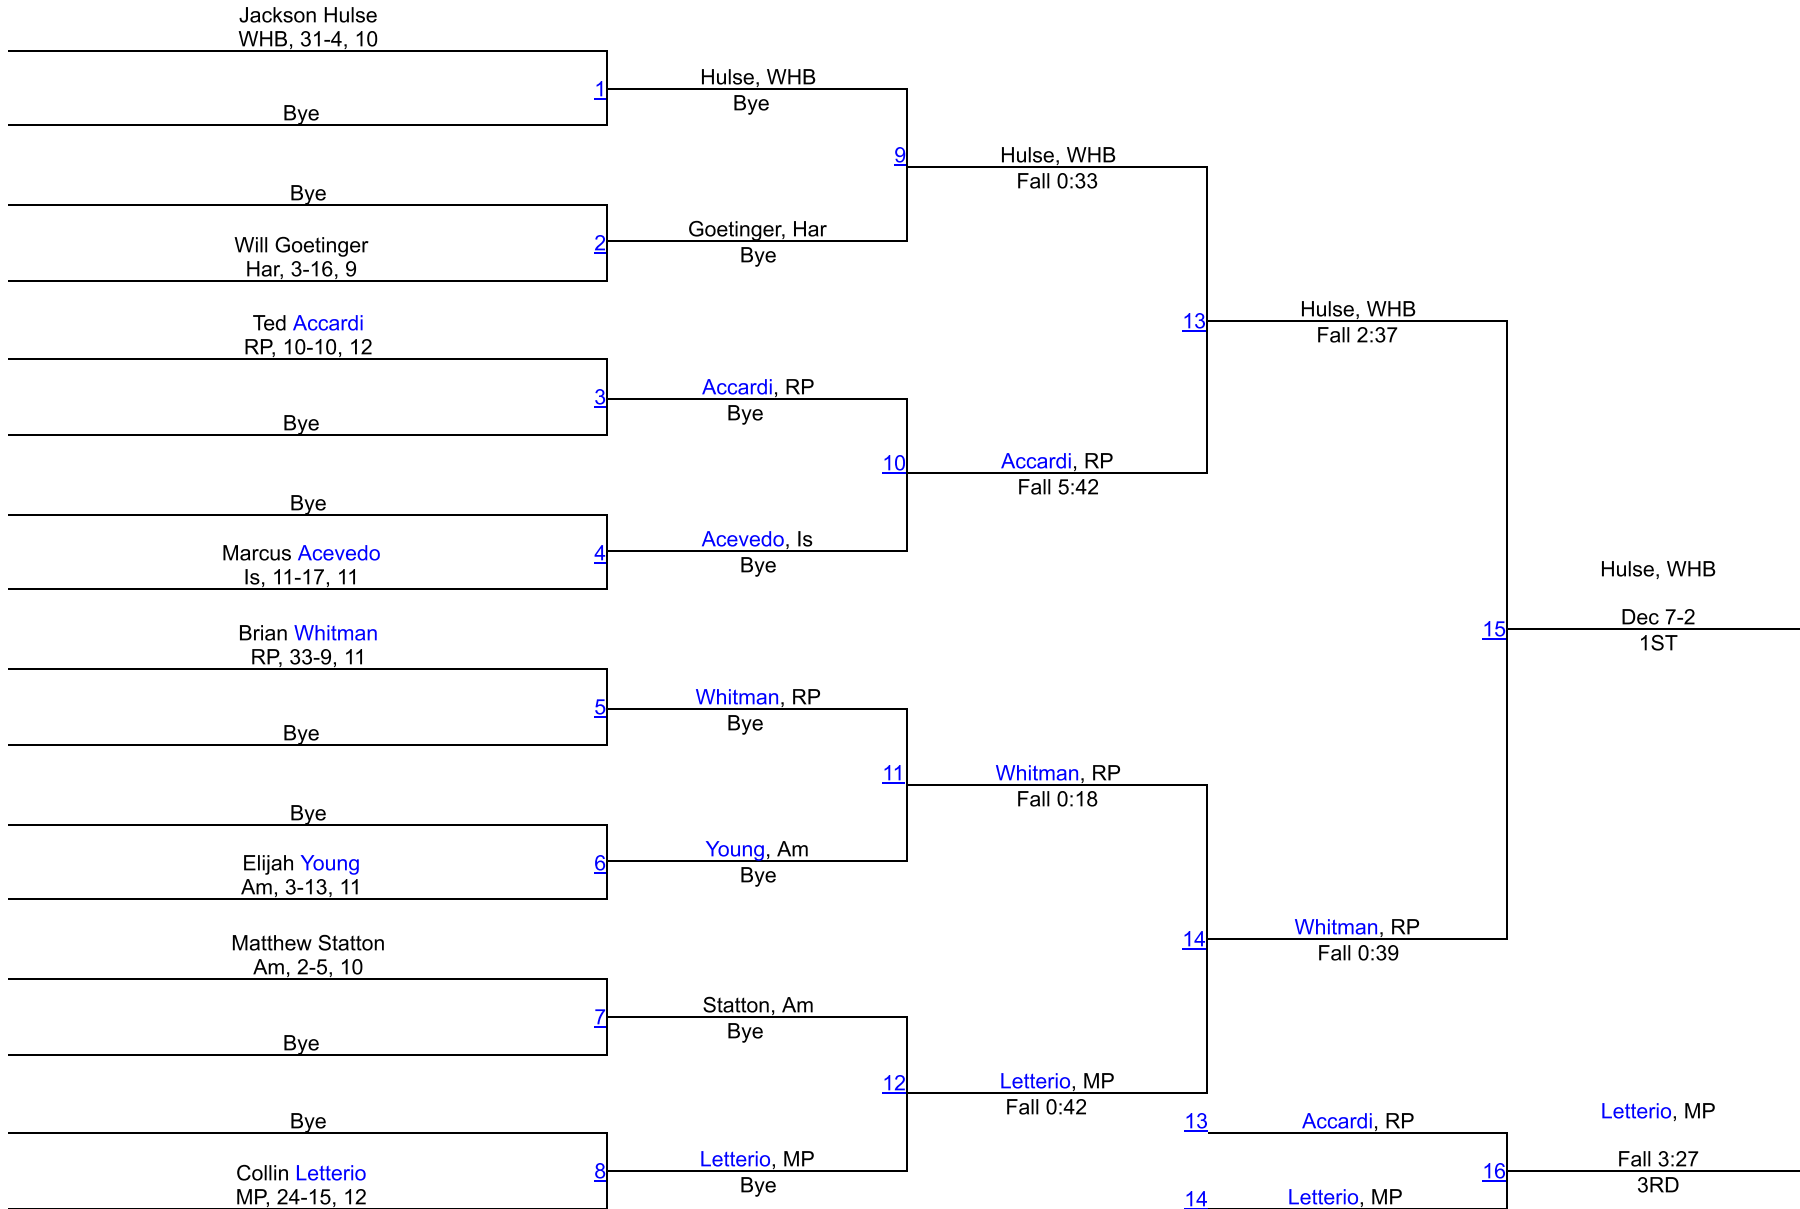 Jackson Hulse
WHB, 31-4, 10
1
Bye
Hulse, WHB
Bye
Bye
2
Will Goetinger
Har, 3-16, 9
Goetinger, Har
Bye
9
Hulse, WHB
Fall 0:33
Ted Accardi
RP, 10-10, 12
3
Bye
Accardi, RP
Bye
Bye
4
Marcus Acevedo
Is, 11-17, 11
Acevedo, Is
Bye
10
Accardi, RP
Fall 5:42
13
Hulse, WHB
Fall 2:37
Brian Whitman
RP, 33-9, 11
5
Bye
Whitman, RP
Bye
Bye
6
Elijah Young
Am, 3-13, 11
Young, Am
Bye
11
Whitman, RP
Fall 0:18
Matthew Statton
Am, 2-5, 10
7
Bye
Statton, Am
Bye
Bye
8
Collin Letterio
MP, 24-15, 12
Letterio, MP
Bye
12
Letterio, MP
Fall 0:42
14
Whitman, RP
Fall 0:39
15
Hulse, WHB
Dec 7-2
1ST
13
Accardi, RP
14
Letterio, MP
16
Letterio, MP
Fall 3:27
3RD